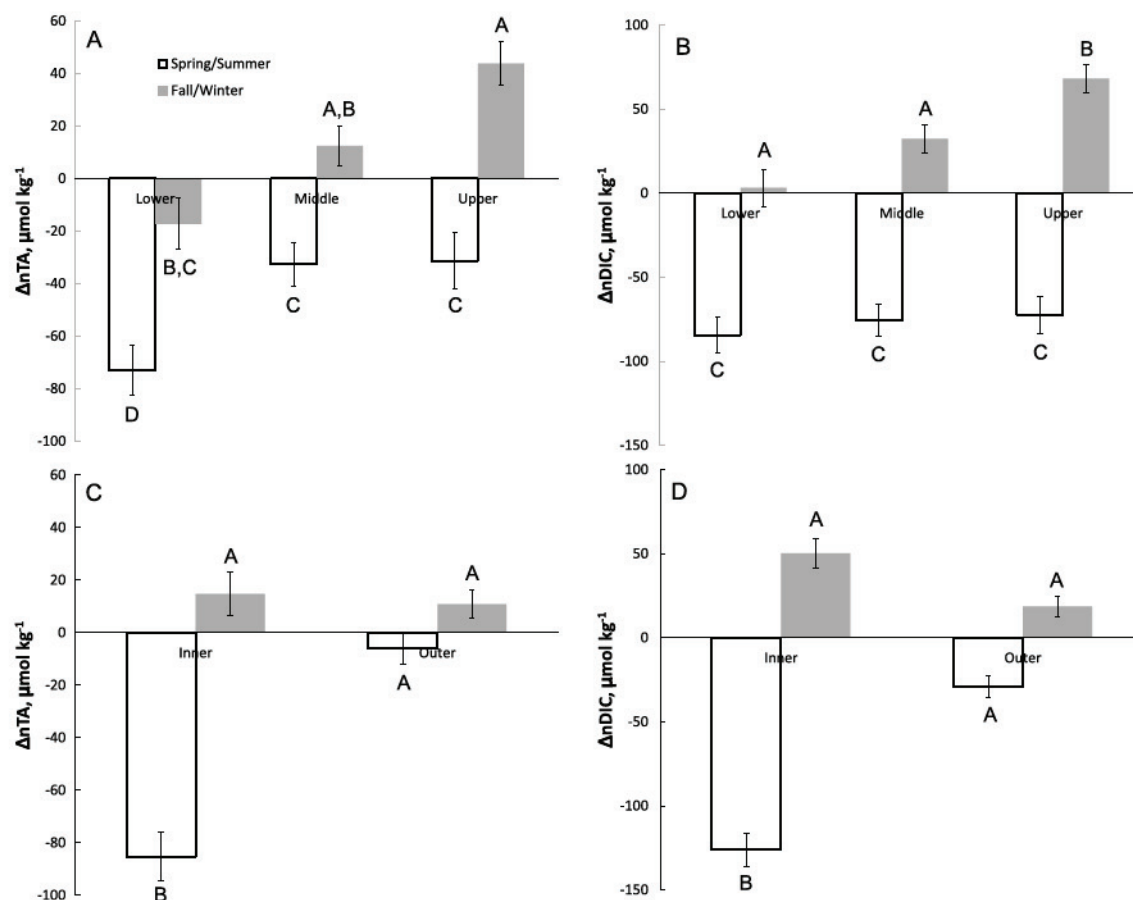 A
60
40
20
0
-20
-40
-60
-80
-100
ΔnTA, µmol kg⁻¹
Spring/Summer
Fall/Winter
Lower
Middle
Upper
B,C
A,B
A
D
C
C
B
100
50
0
-50
-100
-150
ΔnDIC, µmol kg⁻¹
Lower
Middle
Upper
A
A
B
C
C
C
C
60
40
20
0
-20
-40
-60
-80
-100
ΔnTA, µmol kg⁻¹
Inner
Outer
A
A
B
A
D
100
50
0
-50
-100
-150
ΔnDIC, µmol kg⁻¹
Inner
Outer
A
A
B
A